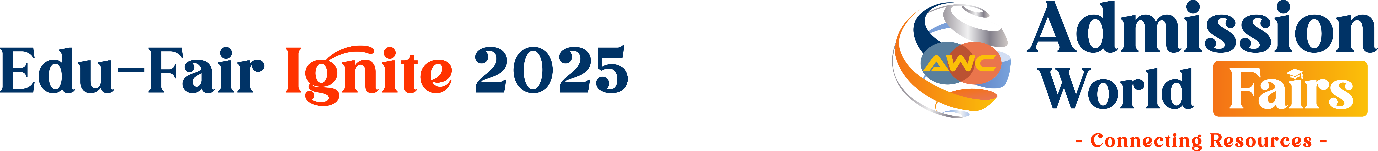 Edu-Fair Ignite 2025
AWC
Admission
World Fairs
- Connecting Resources -